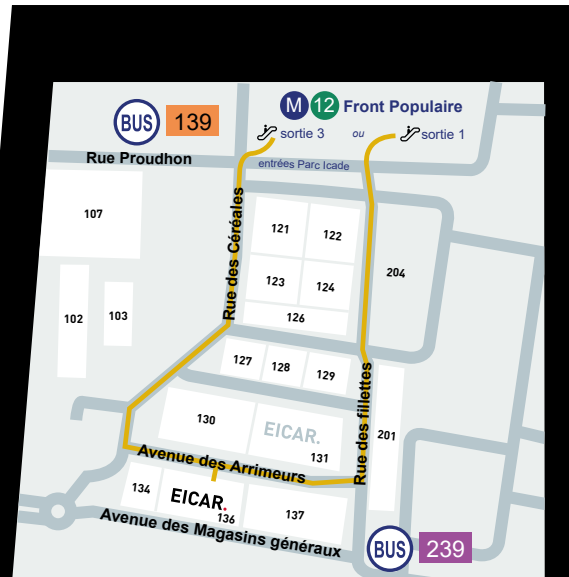 M 12 Front Populaire
BUS 139
sortie 3 ou sortie 1
Rue Proudhon
entrées Parc Icade
107
Rue des Céréales
121
122
204
123
124
102
103
126
127
128
129
Rue des fillettes
130
EICAR.
131
201
Avenue des Arrimeurs
134
EICAR.
136
137
Avenue des Magasins généraux
BUS 239